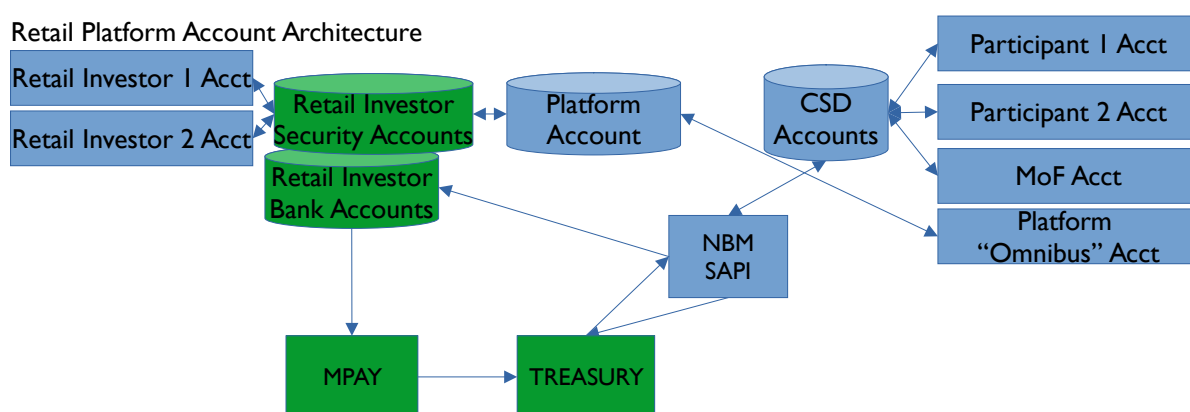 Retail Platform Account Architecture
Retail Investor 1 Acct
Retail Investor 2 Acct
Retail Investor
Security Accounts
Retail Investor
Bank Accounts
Platform
Account
CSD
Accounts
Participant 1 Acct
Participant 2 Acct
MoF Acct
Platform
“Omnibus” Acct
NBM
SAPI
MPAY
TREASURY